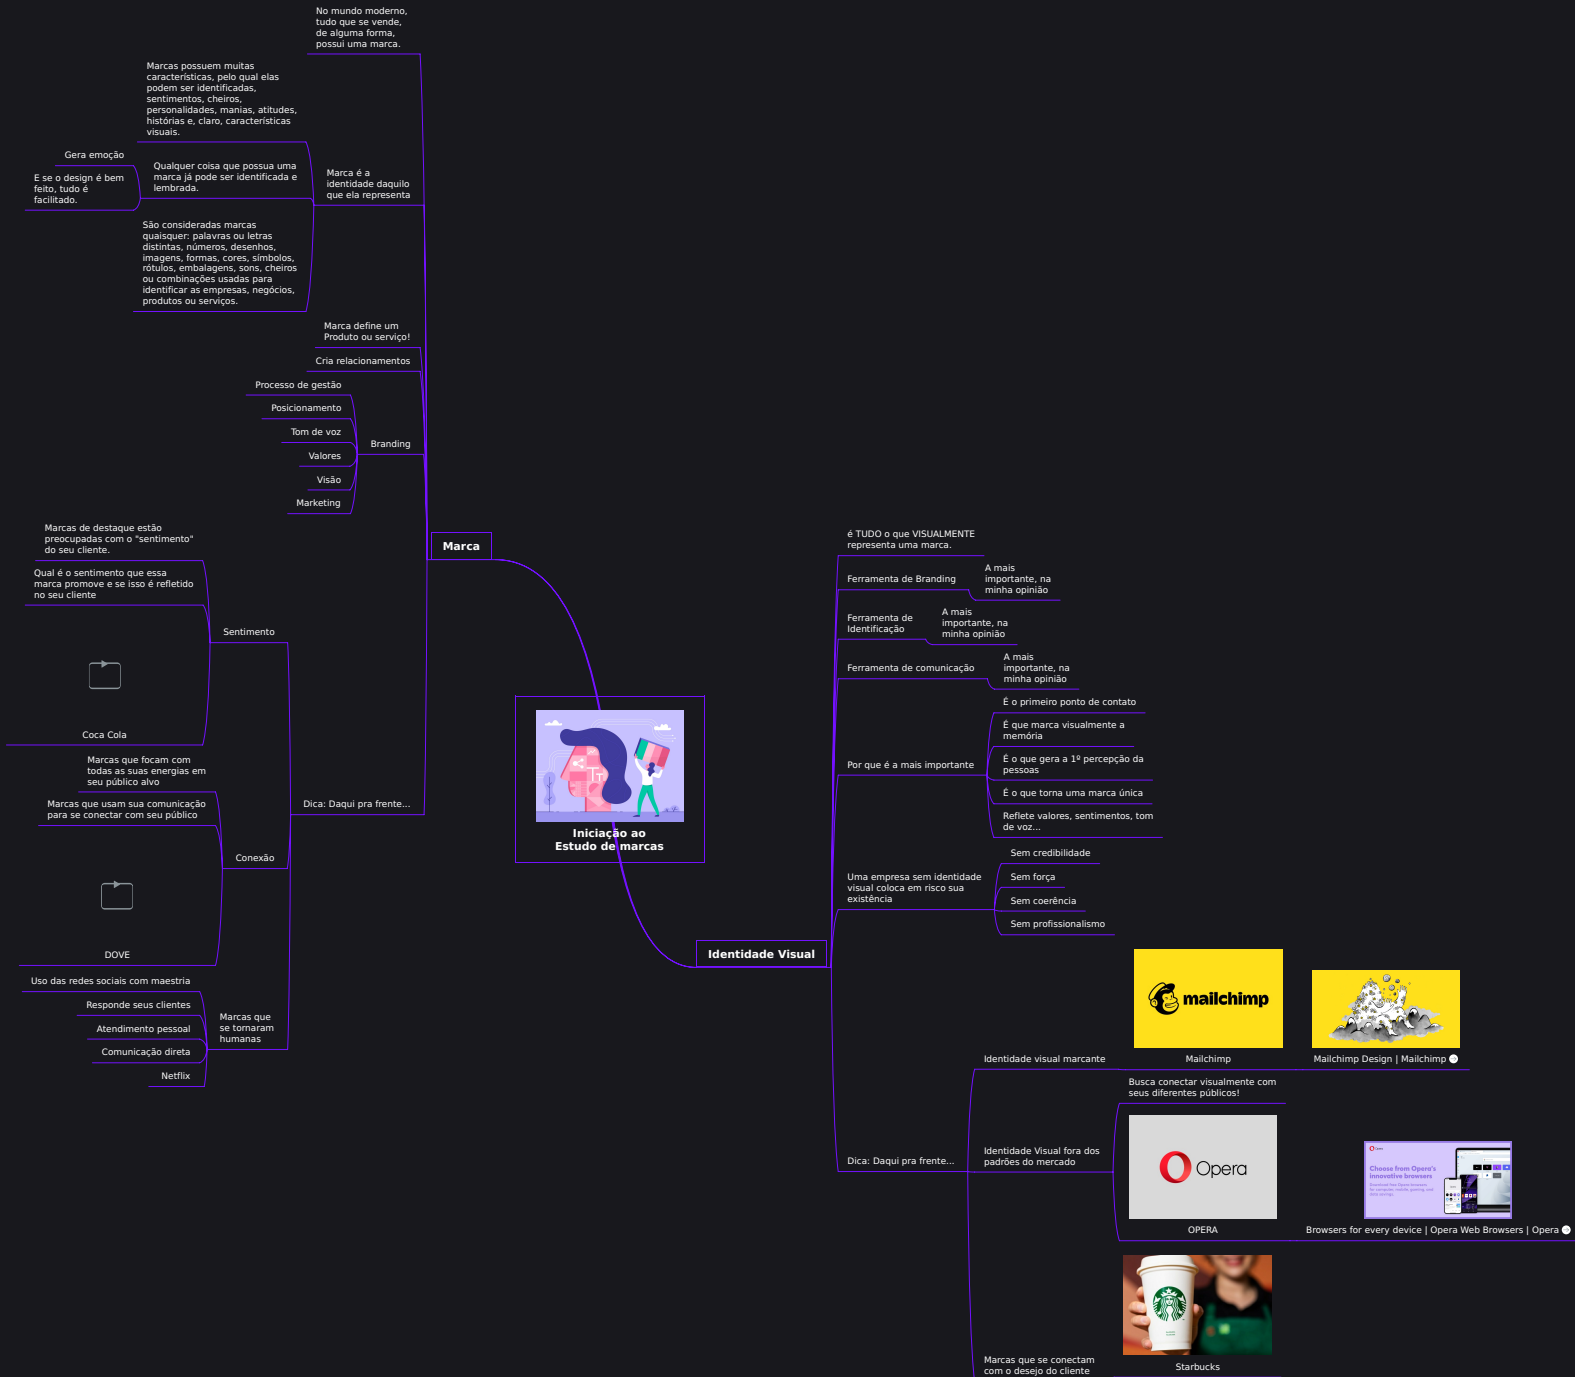 No mundo moderno,
tudo que se vende,
de alguma forma,
possui uma marca.
Marcas possuem muitas
características, pelo qual elas
podem ser identificadas,
sentimentos, cheiros,
personalidades, manias, atitudes,
histórias e, claro, características
visuais.
Gera emoção
E se o design é bem
feito, tudo é
facilitado.
Qualquer coisa que possua uma
marca já pode ser identificada e
lembrada.
Marca é a
identidade daquilo
que ela representa
São consideradas marcas
quaisquer: palavras ou letras
distintas, números, desenhos,
imagens, formas, cores, símbolos,
rótulos, embalagens, sons, cheiros
ou combinações usadas para
identificar as empresas, negócios,
produtos ou serviços.
Marca define um
Produto ou serviço!
Cria relacionamentos
Processo de gestão
Posicionamento
Tom de voz
Valores
Visão
Marketing
Branding
Marca
Marcas de destaque estão
preocupadas com o "sentimento"
do seu cliente.
Qual é o sentimento que essa
marca promove e se isso é refletido
no seu cliente
Sentimento
Coca Cola
Marcas que focam com
todas as suas energias em
seu público alvo
Marcas que usam sua comunicação
para se conectar com seu público
Conexão
DOVE
Dica: Daqui pra frente...
Uso das redes sociais com maestria
Responde seus clientes
Atendimento pessoal
Comunicação direta
Netflix
Marcas que
se tornaram
humanas
Iniciação ao
Estudo de marcas
Identidade Visual
é TUDO o que VISUALMENTE
representa uma marca.
Ferramenta de Branding
A mais
importante, na
minha opinião
Ferramenta de
Identificação
A mais
importante, na
minha opinião
Ferramenta de comunicação
A mais
importante, na
minha opinião
Por que é a mais importante
É o primeiro ponto de contato
É que marca visualmente a
memória
É o que gera a 1º percepção da
pessoas
É o que torna uma marca única
Reflete valores, sentimentos, tom
de voz...
Uma empresa sem identidade
visual coloca em risco sua
existência
Sem credibilidade
Sem força
Sem coerência
Sem profissionalismo
Dica: Daqui pra frente...
Identidade visual marcante
mailchimp
Mailchimp
Mailchimp Design | Mailchimp
Identidade Visual fora dos
padrões do mercado
Busca conectar visualmente com
seus diferentes públicos!
Opera
OPERA
Choose from Opera's
innovative browsers
Browsers for every device | Opera Web Browsers | Opera
Marcas que se conectam
com o desejo do cliente
Starbucks